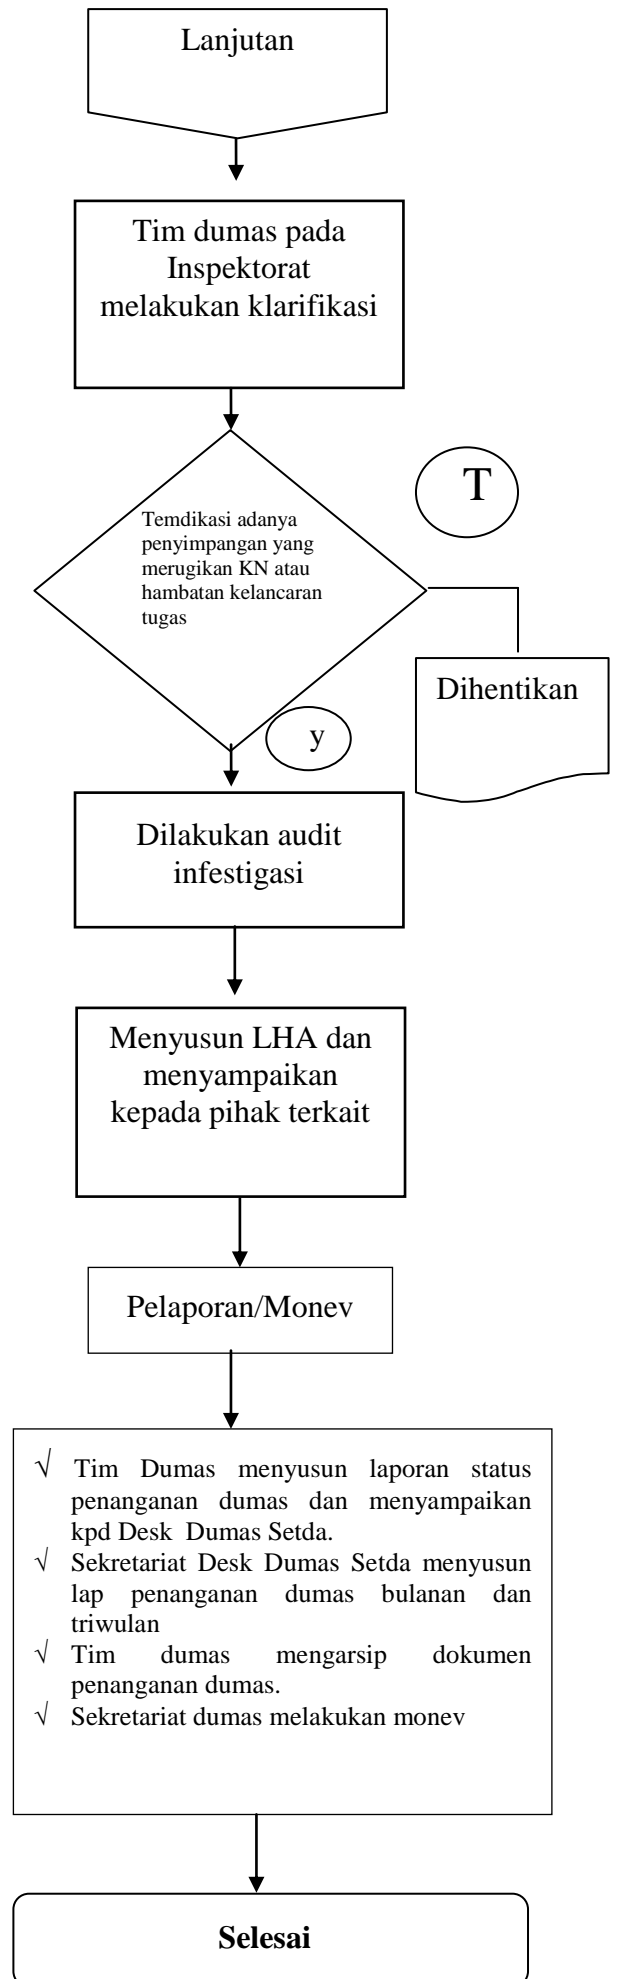 Lanjutan
Tim dumas pada
Inspektorat
melakukan klarifikasi
T
Temdikasi adanya
penyimpangan yang
merugikan KN atau
hambatan kelancaran
tugas
Dihentikan
y
Dilakukan audit
infestigasi
Menyusun LHA dan
menyampaikan
kepada pihak terkait
Pelaporan/Monev
√ Tim Dumas menyusun laporan status
penanganan dumas dan menyampaikan
kpd Desk Dumas Setda.
√ Sekretariat Desk Dumas Setda menyusun
lap penanganan dumas bulanan dan
triwulan
√ Tim dumas mengarsip dokumen
penanganan dumas.
√ Sekretariat dumas melakukan monev
Selesai